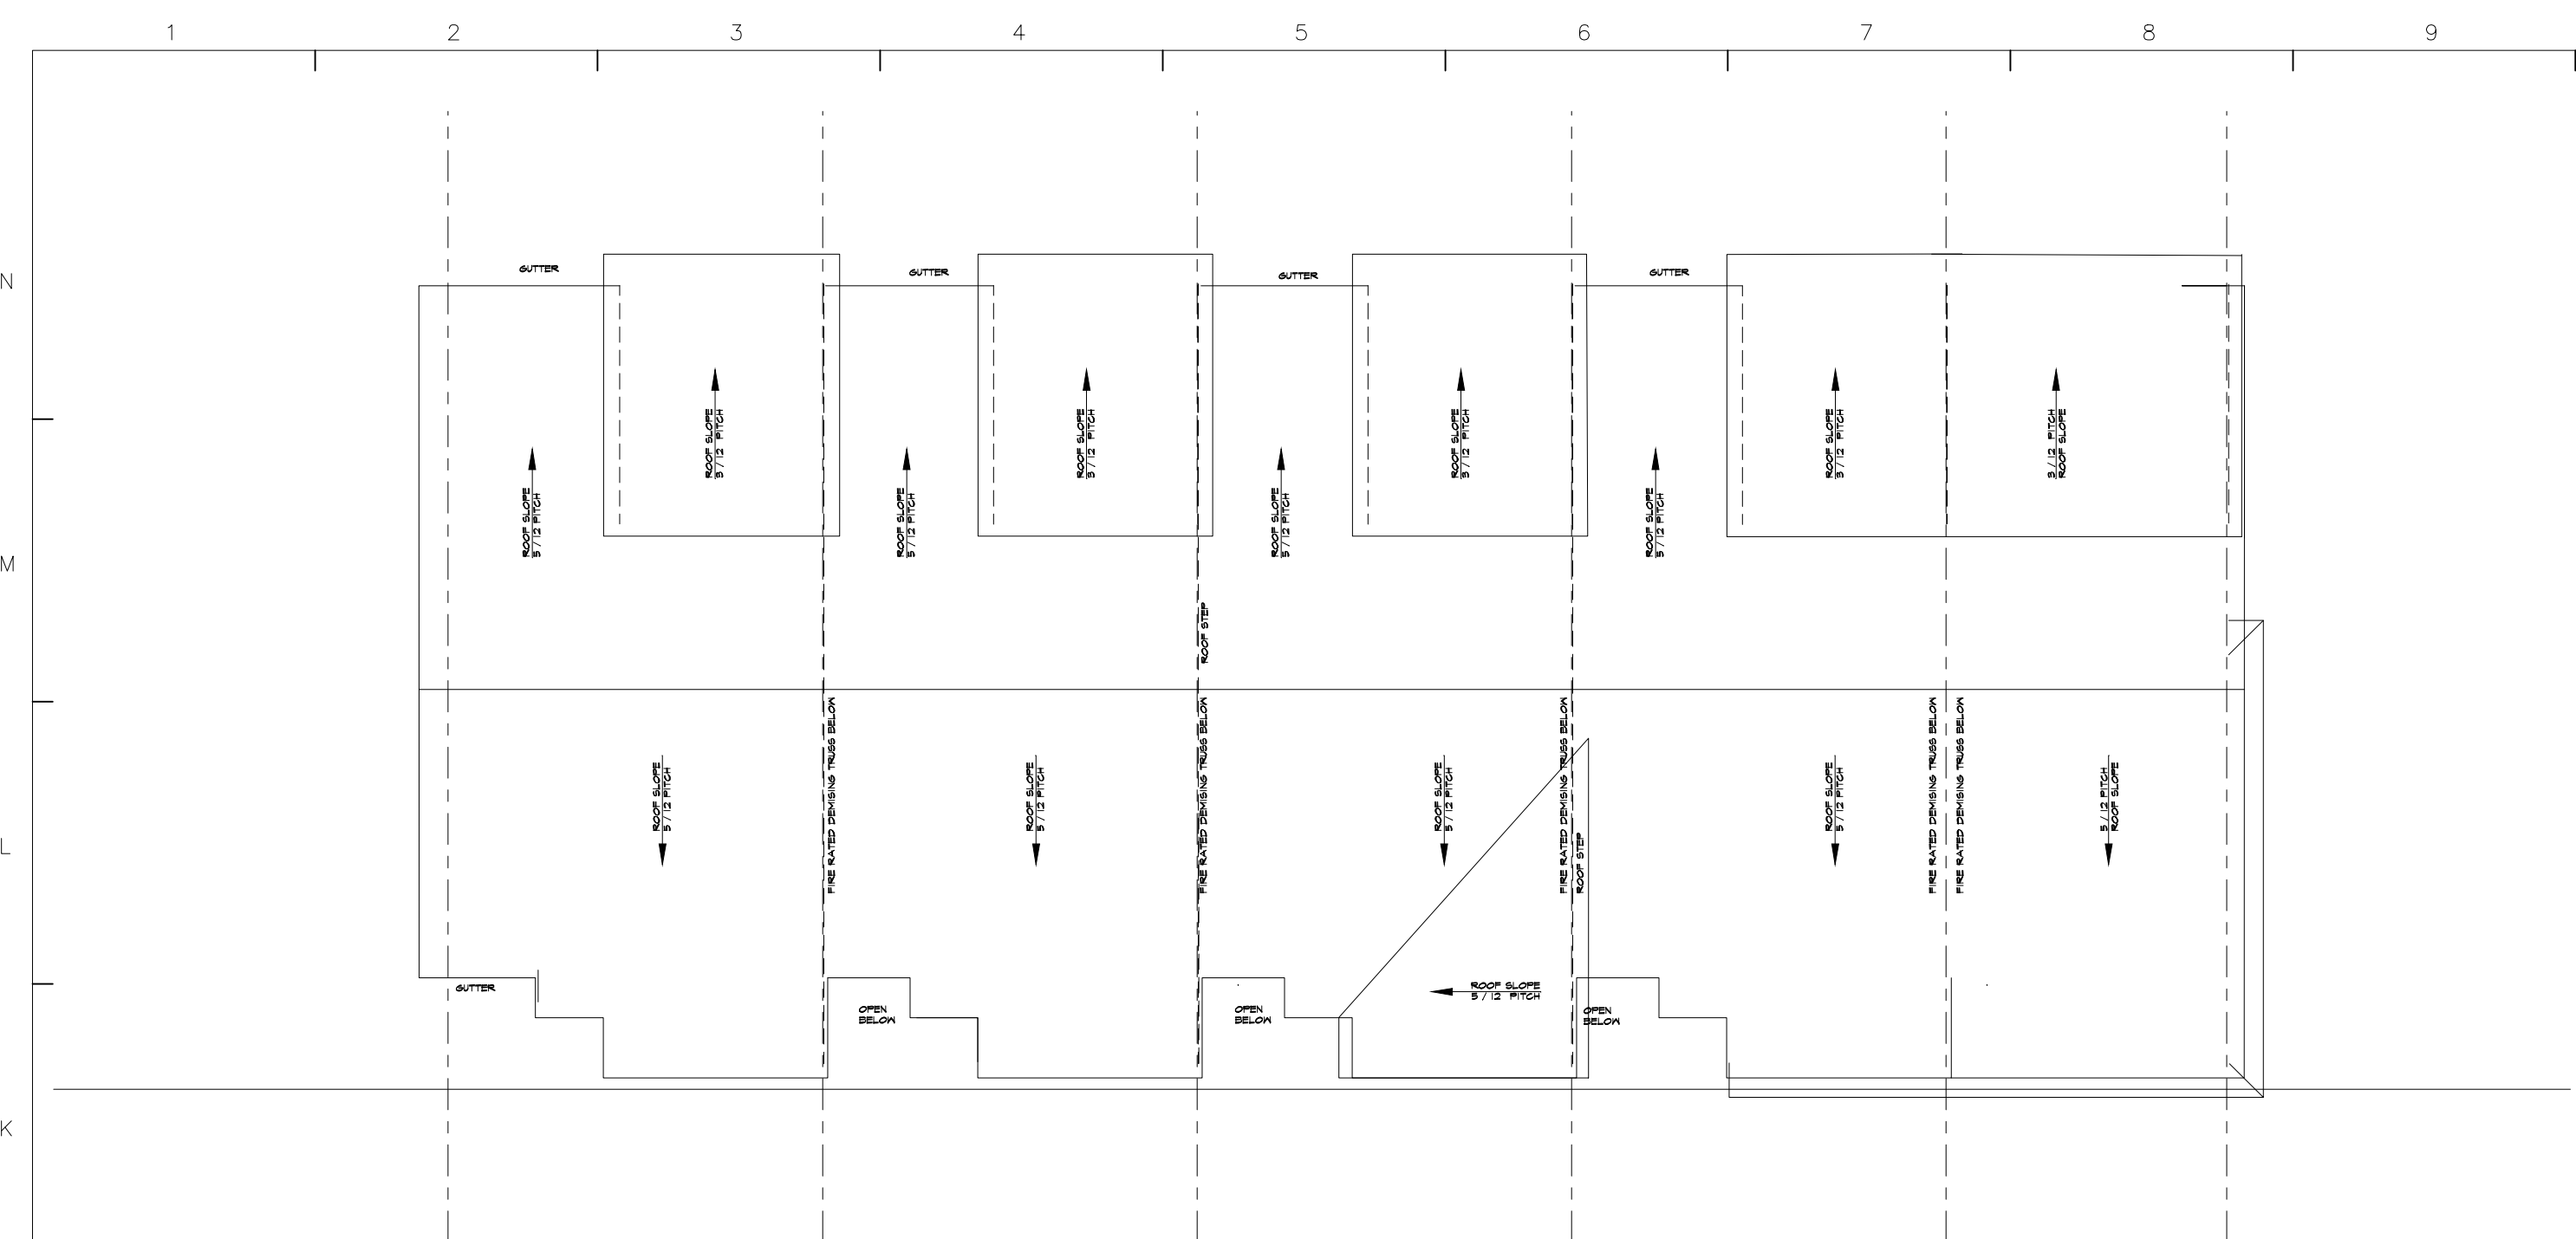 1 2 3 4 5 6 7 8 9
N
M
L
K
GUTTER
GUTTER
GUTTER
GUTTER
ROOF SLOPE
3 / 12 PITCH
ROOF SLOPE
3 / 12 PITCH
ROOF SLOPE
3 / 12 PITCH
ROOF SLOPE
3 / 12 PITCH
3 / 12 PITCH
ROOF SLOPE
ROOF SLOPE
5 / 12 PITCH
ROOF SLOPE
5 / 12 PITCH
ROOF SLOPE
5 / 12 PITCH
ROOF SLOPE
5 / 12 PITCH
ROOF STEP
ROOF SLOPE
5 / 12 PITCH
FIRE RATED DEMISING TRUSS BELOW
ROOF SLOPE
5 / 12 PITCH
FIRE RATED DEMISING TRUSS BELOW
ROOF SLOPE
5 / 12 PITCH
FIRE RATED DEMISING TRUSS BELOW
ROOF STEP
ROOF SLOPE
5 / 12 PITCH
FIRE RATED DEMISING TRUSS BELOW
FIRE RATED DEMISING TRUSS BELOW
5 / 12 PITCH
ROOF SLOPE
GUTTER
OPEN
BELOW
OPEN
BELOW
ROOF SLOPE
5 / 12 PITCH
OPEN
BELOW